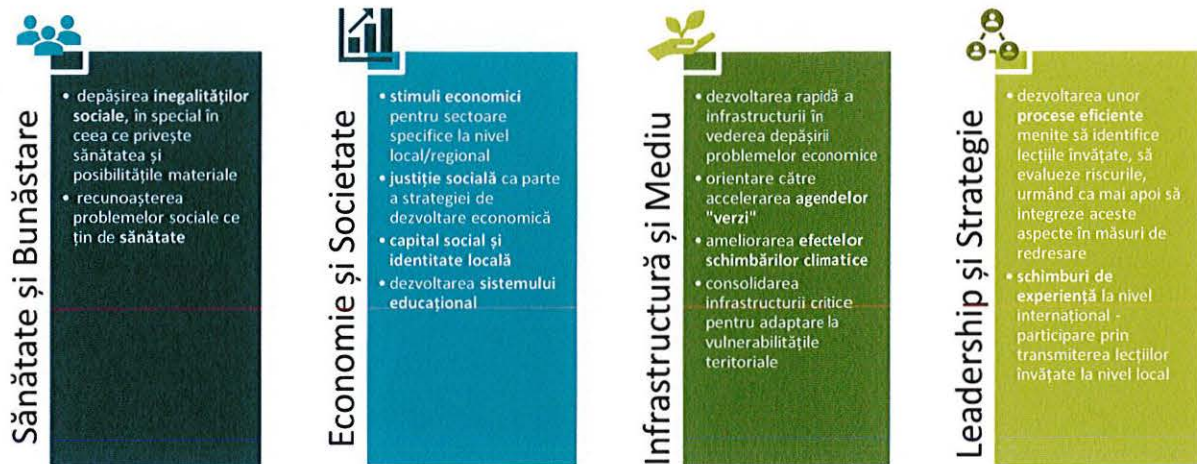 Sănătate și Bunăstare
• depășirea inegalităților
sociale, în special în
ceea ce privește
sănătatea și
posibilitățile materiale
• recunoașterea
problemelor sociale ce
țin de sănătate
Economie și Societate
• stimuli economici
pentru sectoare
specifice la nivel
local/regional
• justiție socială ca parte
a strategiei de
dezvoltare economică
• capital social și
identitate locală
• dezvoltarea sistemului
educațional
Infrastructură și Mediu
• dezvoltarea rapidă a
infrastructurii în
vederea depășirii
problemelor economice
• orientare către
accelerarea agendelor
"verzi"
• ameliorarea efectelor
schimbărilor climatice
• consolidarea
infrastructurii critice
pentru adaptare la
vulnerabilitățile
teritoriale
Leadership și Strategie
• dezvoltarea unor
procese eficiente
menite să identifice
lecțiile învățate, să
evalueze riscurile,
urmând ca mai apoi să
integreze aceste
aspecte în măsuri de
redresare
• schimburi de
experiență la nivel
internațional -
participare prin
transmiterea lecțiilor
învățate la nivel local